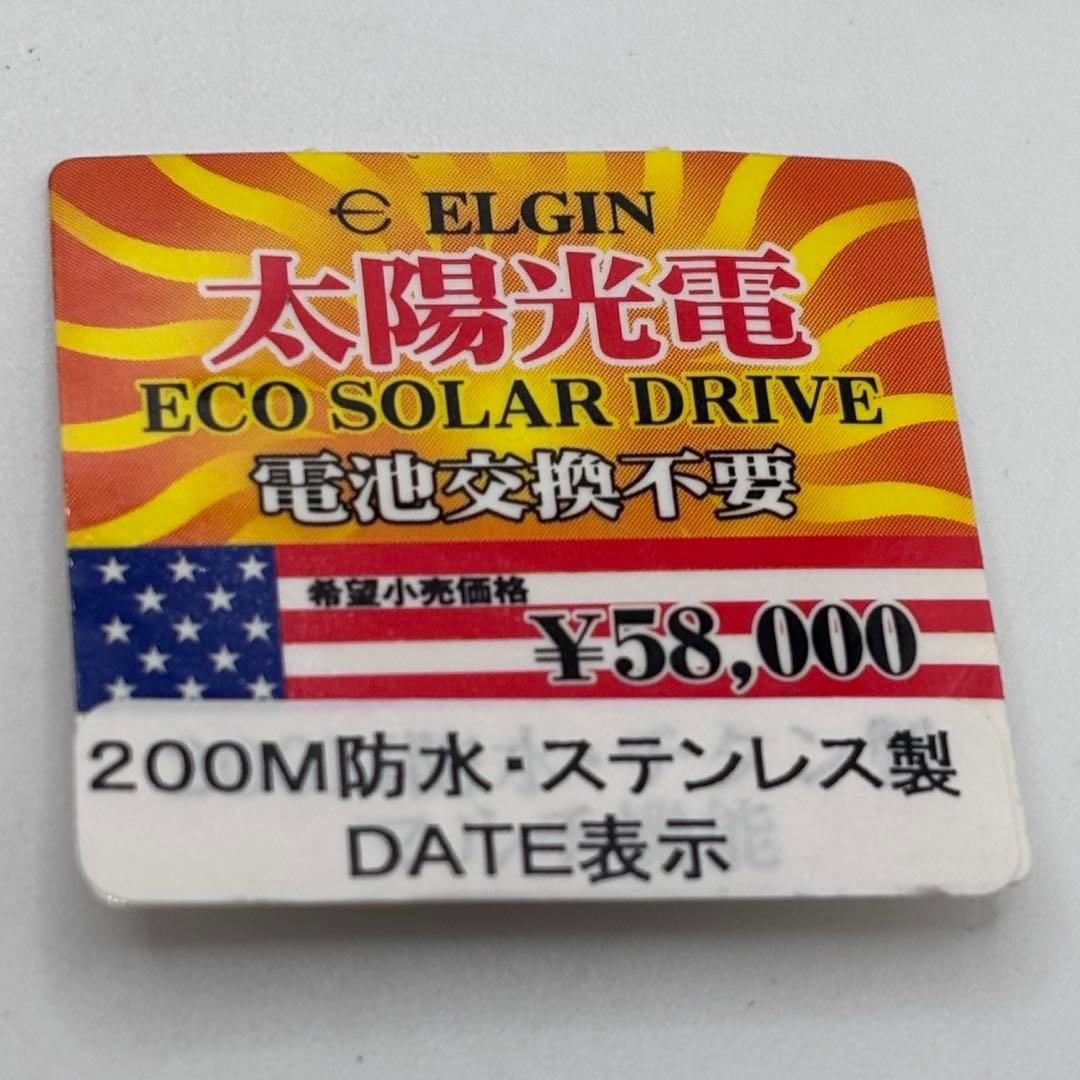 ELGIN
太陽光電
ECO SOLAR DRIVE
電池交換不要
希望小売価格
¥58,000
200M防水・ステンレス製
DATE表示